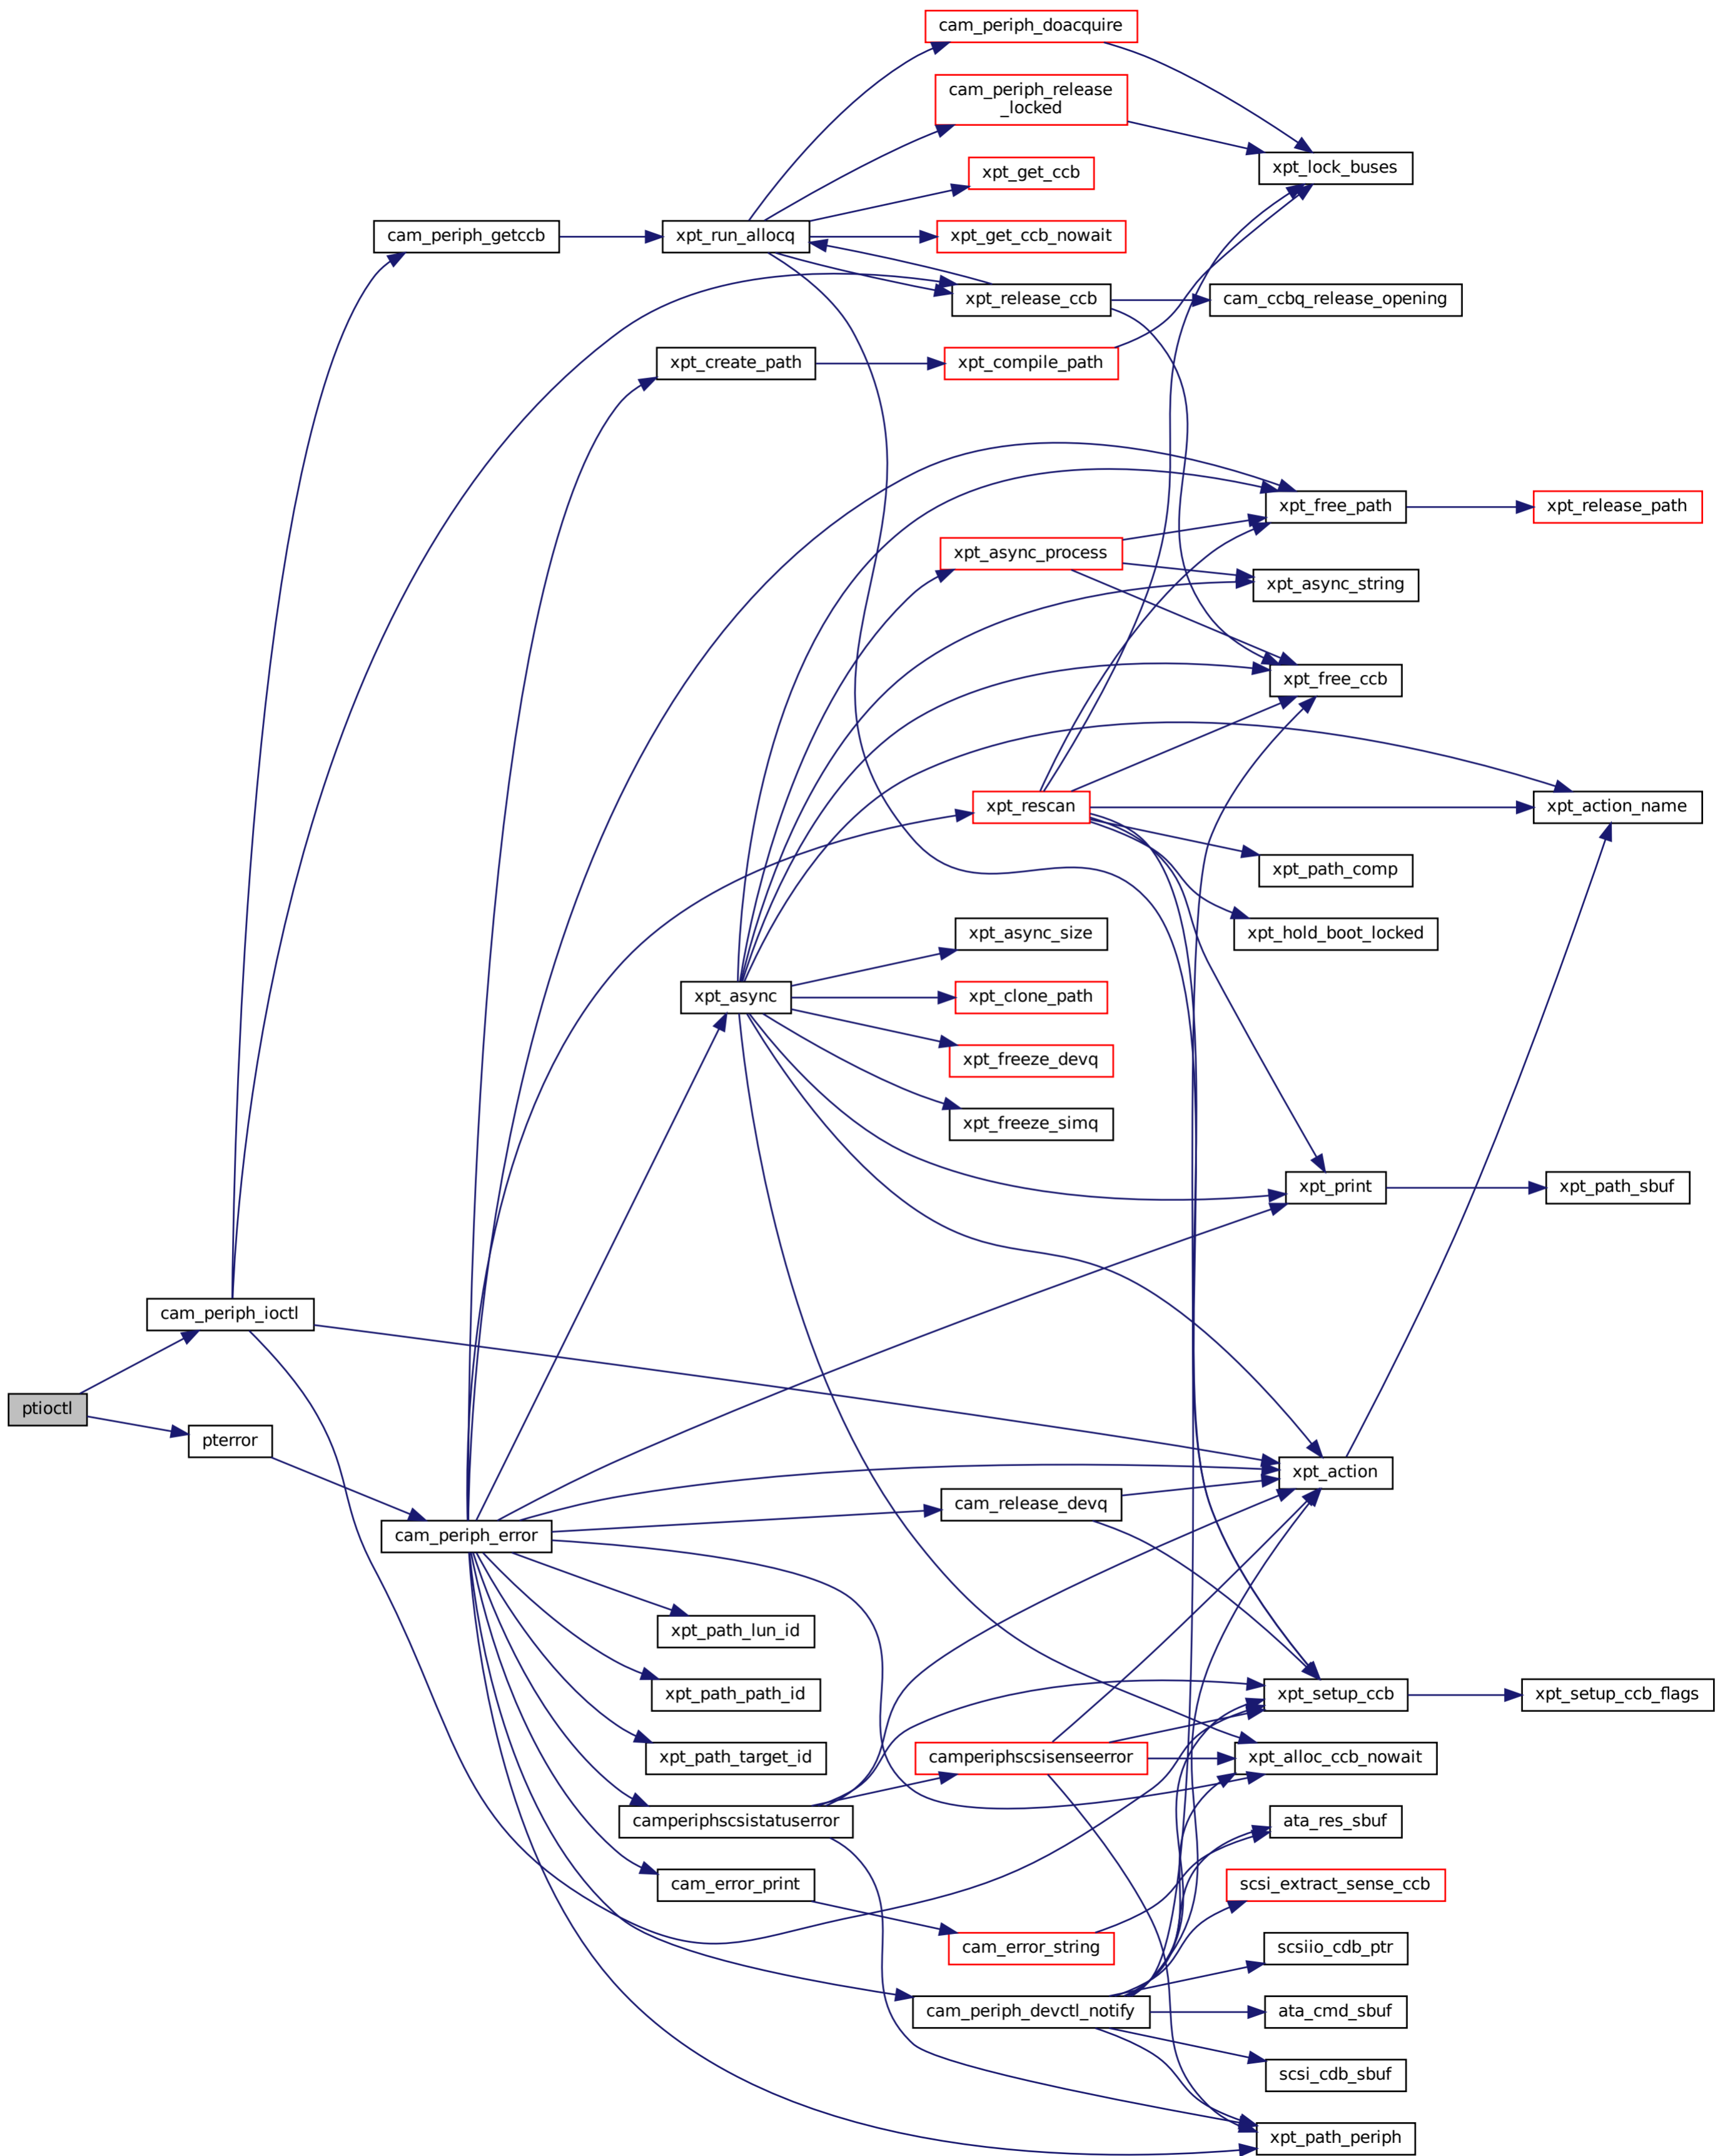 cam_periph_doacquire
cam_periph_release
_locked
xpt_lock_buses
xpt_get_ccb
cam_periph_getccb
xpt_run_allocq
xpt_get_ccb_nowait
xpt_release_ccb
cam_ccbq_release_opening
xpt_create_path
xpt_compile_path
xpt_free_path
xpt_release_path
xpt_async_process
xpt_async_string
xpt_free_ccb
xpt_rescan
xpt_action_name
xpt_path_comp
xpt_hold_boot_locked
xpt_async_size
xpt_async
xpt_clone_path
xpt_freeze_devq
xpt_freeze_simq
xpt_print
xpt_path_sbuf
cam_periph_ioctl
ptioctl
pterror
xpt_action
cam_release_devq
cam_periph_error
xpt_path_lun_id
xpt_path_path_id
xpt_setup_ccb
xpt_setup_ccb_flags
xpt_path_target_id
camperiphscsisenseerror
xpt_alloc_ccb_nowait
camperiphscsistatuserror
ata_res_sbuf
cam_error_print
scsi_extract_sense_ccb
cam_error_string
scsiio_cdb_ptr
cam_periph_devctl_notify
ata_cmd_sbuf
scsi_cdb_sbuf
xpt_path_periph